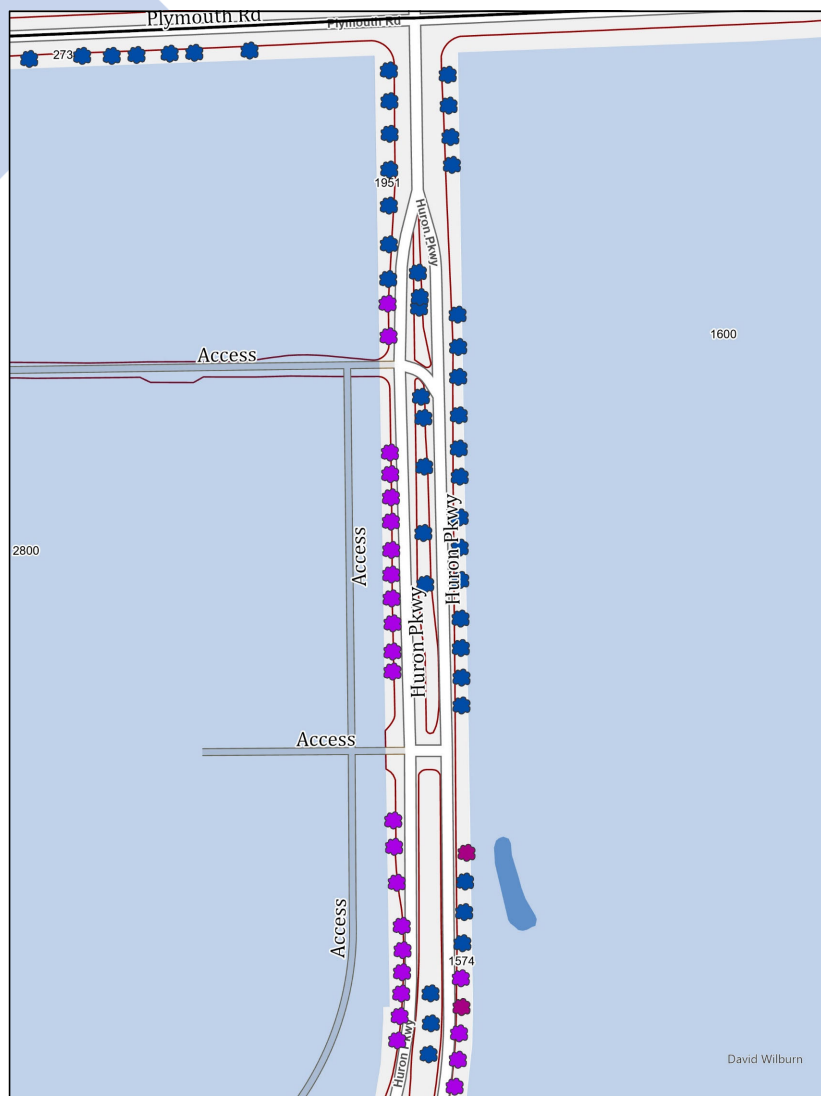 Plymouth Rd
Plymouth Rd
273
1951
Huron Pkwy
1600
Access
Huron Pkwy
Access
2800
Huron Pkwy
Access
Access
1574
Huron Pkwy
David Wilburn